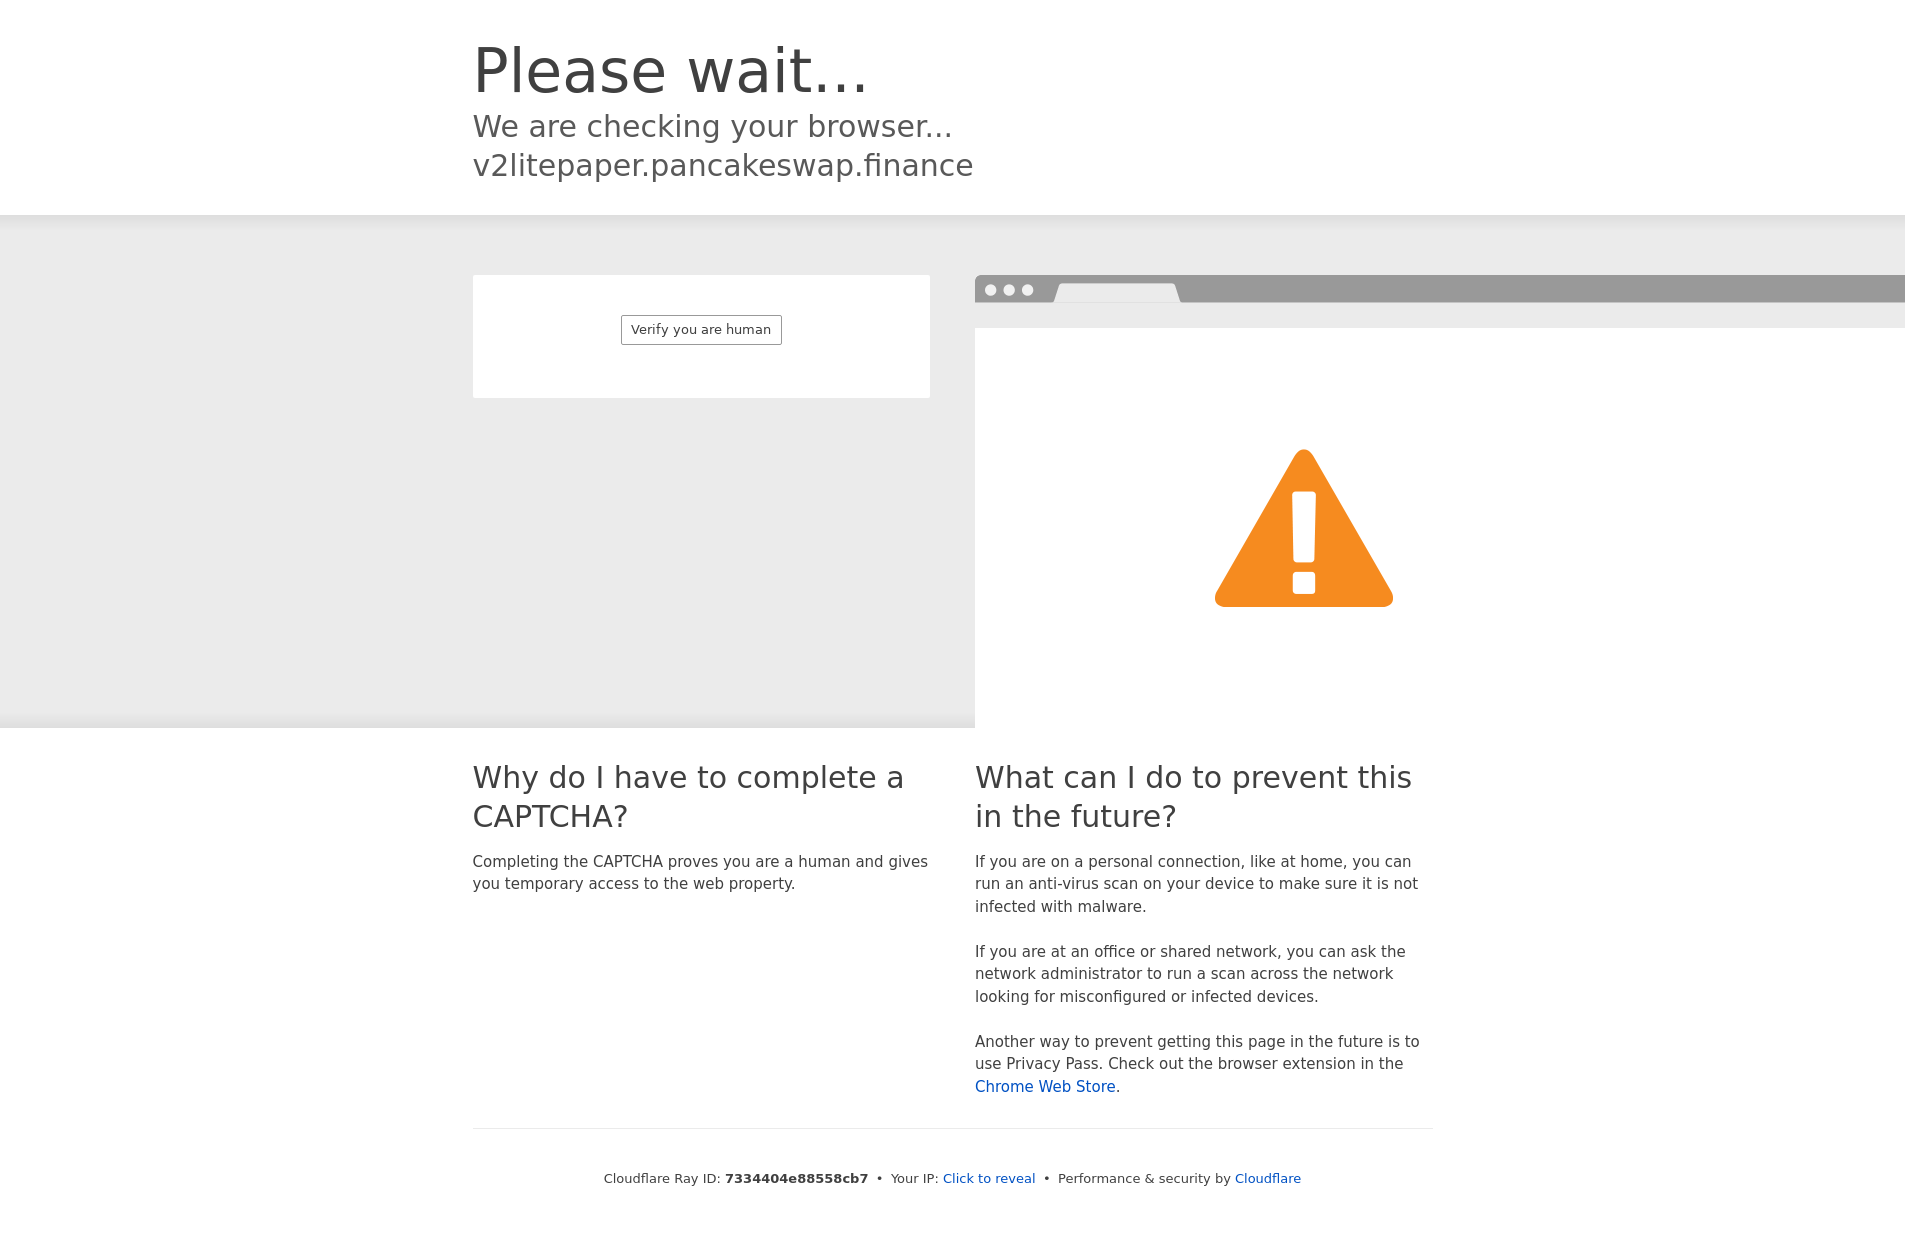 Please wait...
We are checking your browser...
v2litepaper.pancakeswap.finance
Verify you are human
Why do I have to complete a
CAPTCHA?
Completing the CAPTCHA proves you are a human and gives
you temporary access to the web property.
What can I do to prevent this
in the future?
If you are on a personal connection, like at home, you can
run an anti-virus scan on your device to make sure it is not
infected with malware.
If you are at an office or shared network, you can ask the
network administrator to run a scan across the network
looking for misconfigured or infected devices.
Another way to prevent getting this page in the future is to
use Privacy Pass. Check out the browser extension in the
Chrome Web Store.
Cloudflare Ray ID: 7334404e88558cb7 • Your IP: Click to reveal • Performance & security by Cloudflare